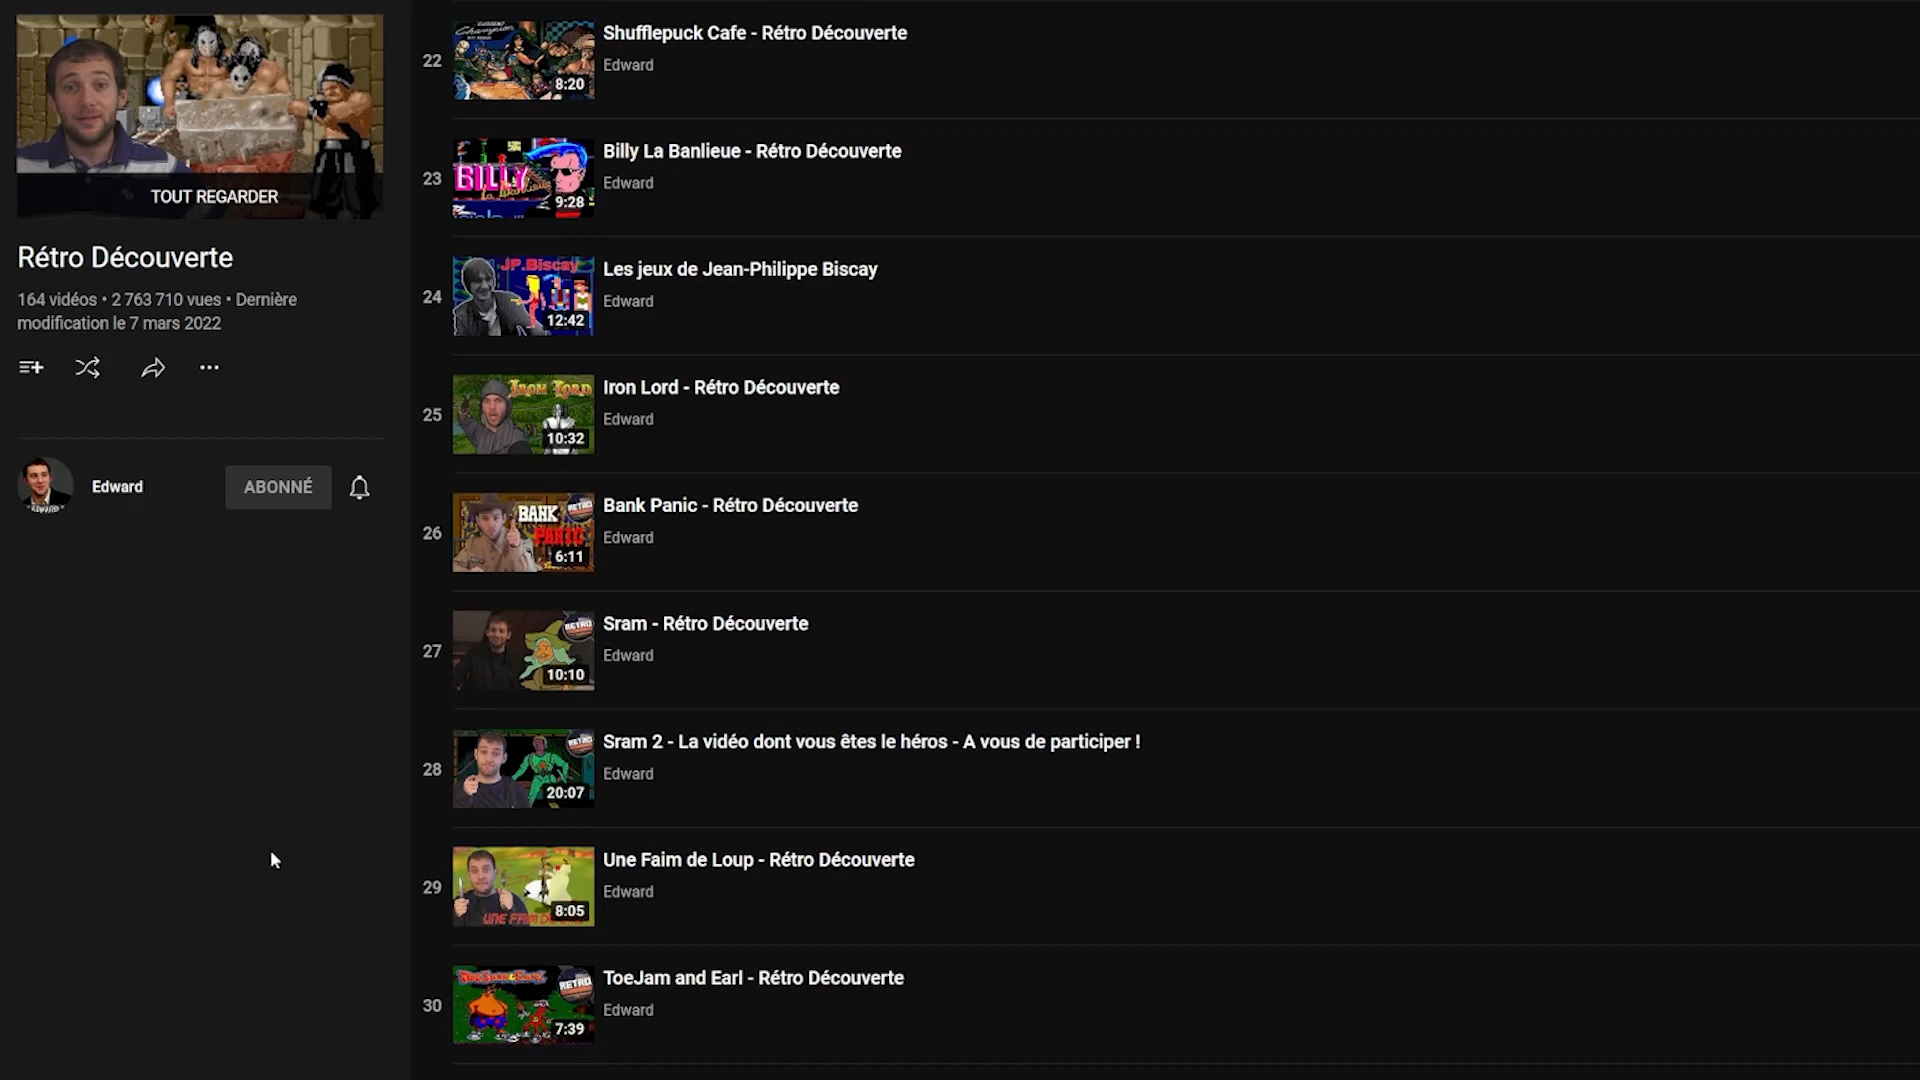 TOUT REGARDER
Rétro Découverte
164 vidéos • 2 763 710 vues • Dernière
modification le 7 mars 2022
Edward
ABONNÉ
22
8:20
Shufflepuck Cafe - Rétro Découverte
Edward
23
BILLY
9:28
Billy La Banlieue - Rétro Découverte
Edward
24
JP.Biscay
12:42
Les jeux de Jean-Philippe Biscay
Edward
25
IRON LORD
10:32
Iron Lord - Rétro Découverte
Edward
26
BANK
PANIC
RETRO
6:11
Bank Panic - Rétro Découverte
Edward
27
RETRO
10:10
Sram - Rétro Découverte
Edward
28
RETRO
20:07
Sram 2 - La vidéo dont vous êtes le héros - A vous de participer !
Edward
29
UNE FAIM
8:05
Une Faim de Loup - Rétro Découverte
Edward
30
RETRO
7:39
ToeJam and Earl - Rétro Découverte
Edward